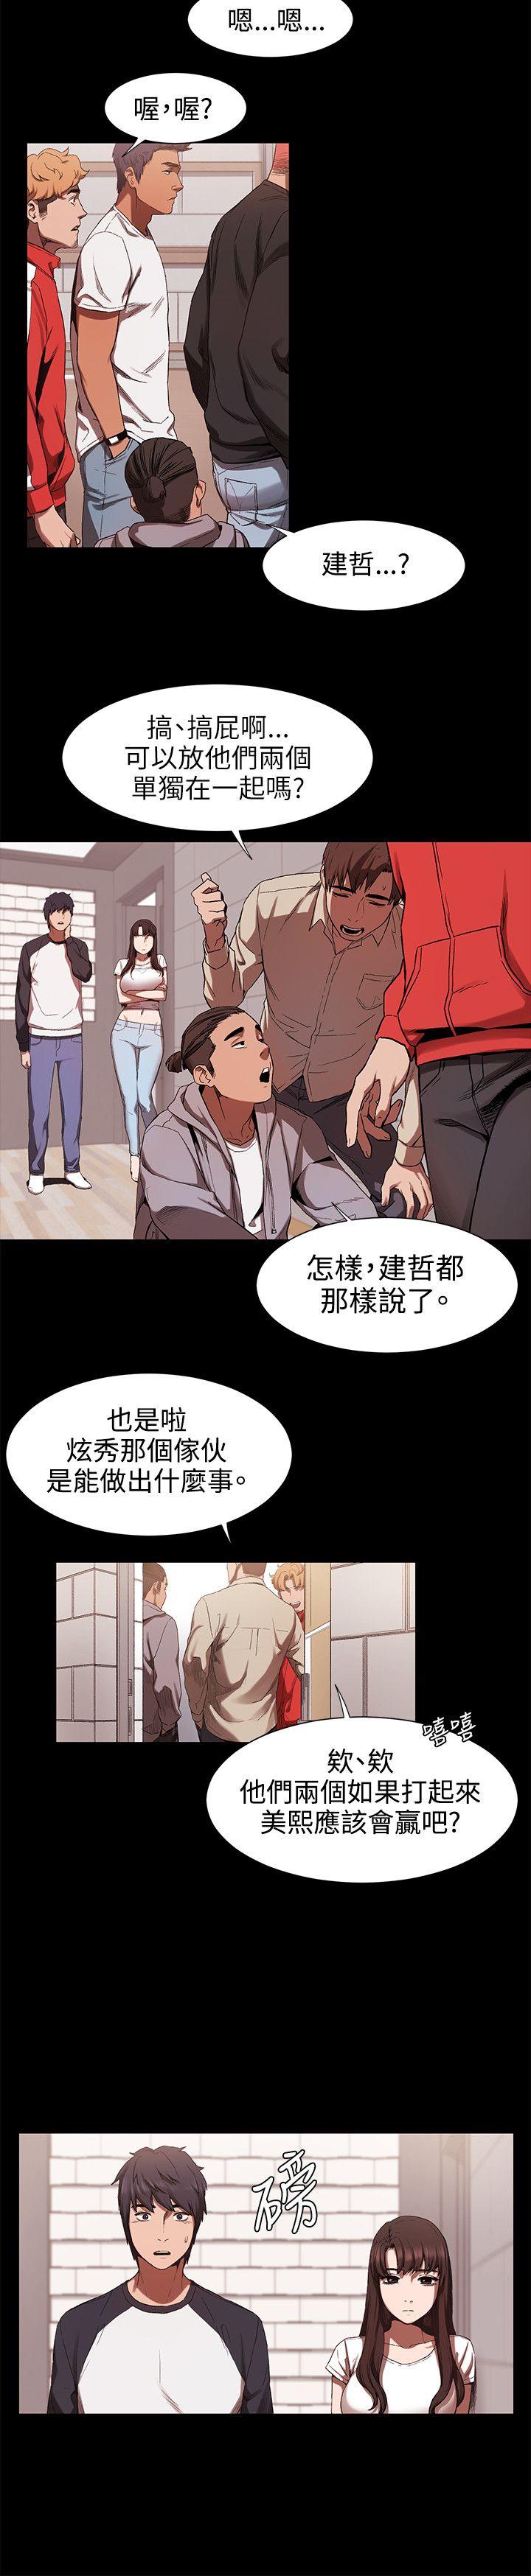 嗯…嗯…
喔，喔?
建哲…?
搞、搞屁啊…
可以放他們兩個
單獨在一起嗎?
怎樣，建哲都
那樣說了。
也是啦
炫秀那個傢伙
是能做出什麼事。
嘻嘻
欸、欸
他們兩個如果打起來
美熙應該會贏吧?
磅